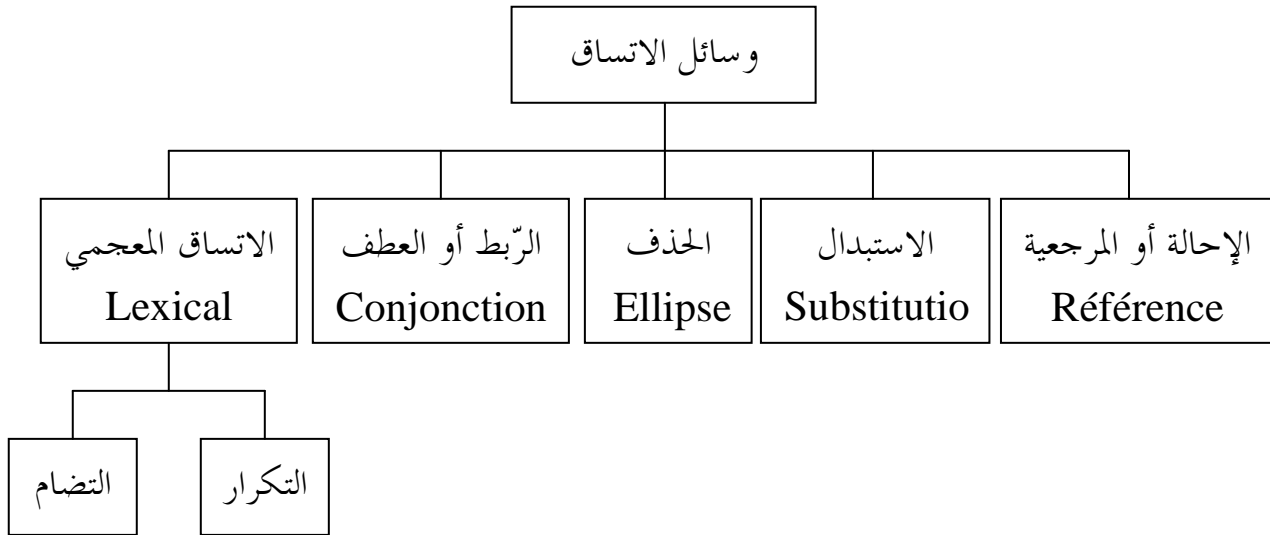 وسائل الاتساق
الإحالة أو المرجعية
Référence
الاستبدال
Substitutio
الحذف
Ellipse
الرّبط أو العطف
Conjonction
الاتساق المعجمي
Lexical
التكرار
التضام